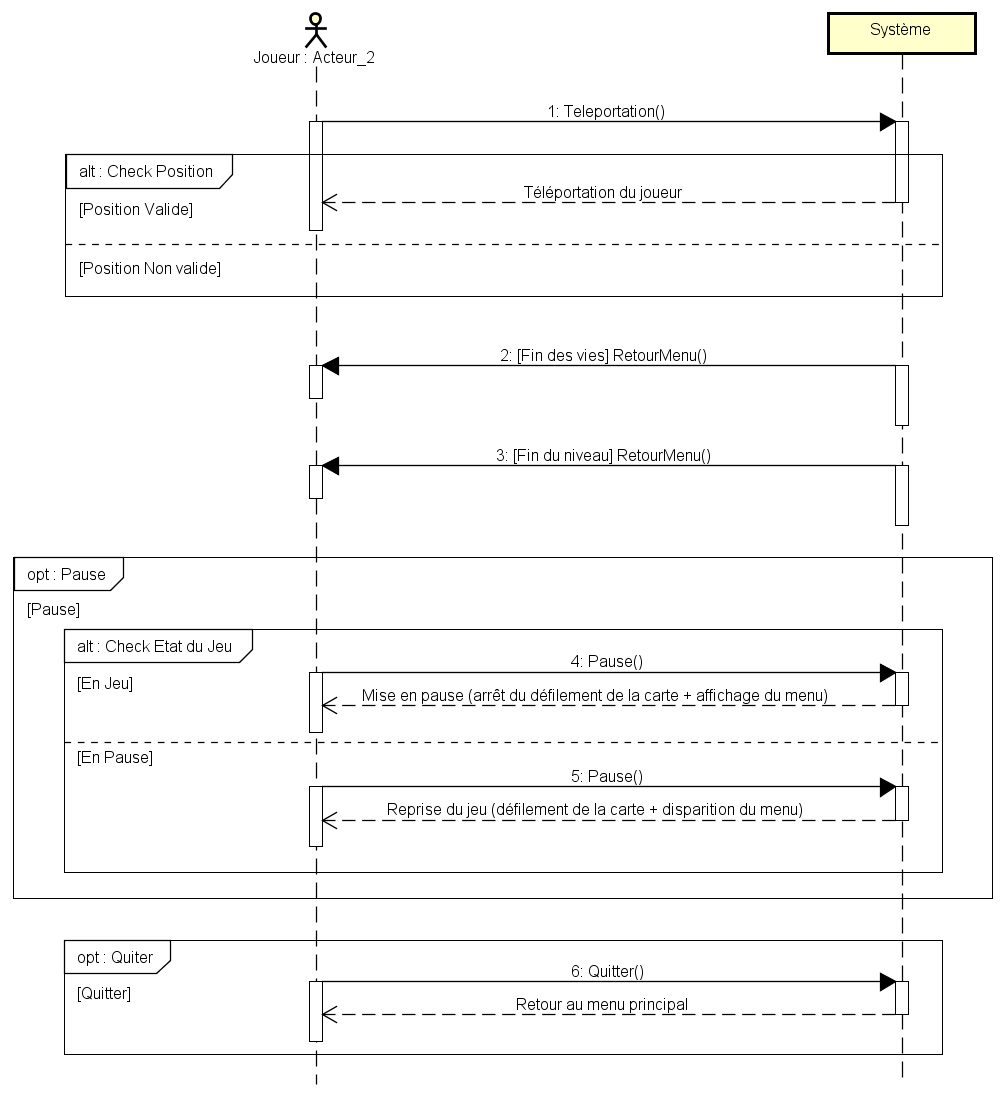 Joueur : Acteur_2
Système
1: Teleportation()
alt : Check Position
Téléportation du joueur
[Position Valide]
[Position Non valide]
2: [Fin des vies] RetourMenu()
3: [Fin du niveau] RetourMenu()
opt : Pause
[Pause]
alt : Check Etat du Jeu
4: Pause()
[En Jeu]
Mise en pause (arrêt du défilement de la carte + affichage du menu)
[En Pause]
5: Pause()
Reprise du jeu (défilement de la carte + disparition du menu)
opt : Quiter
6: Quitter()
[Quitter]
Retour au menu principal